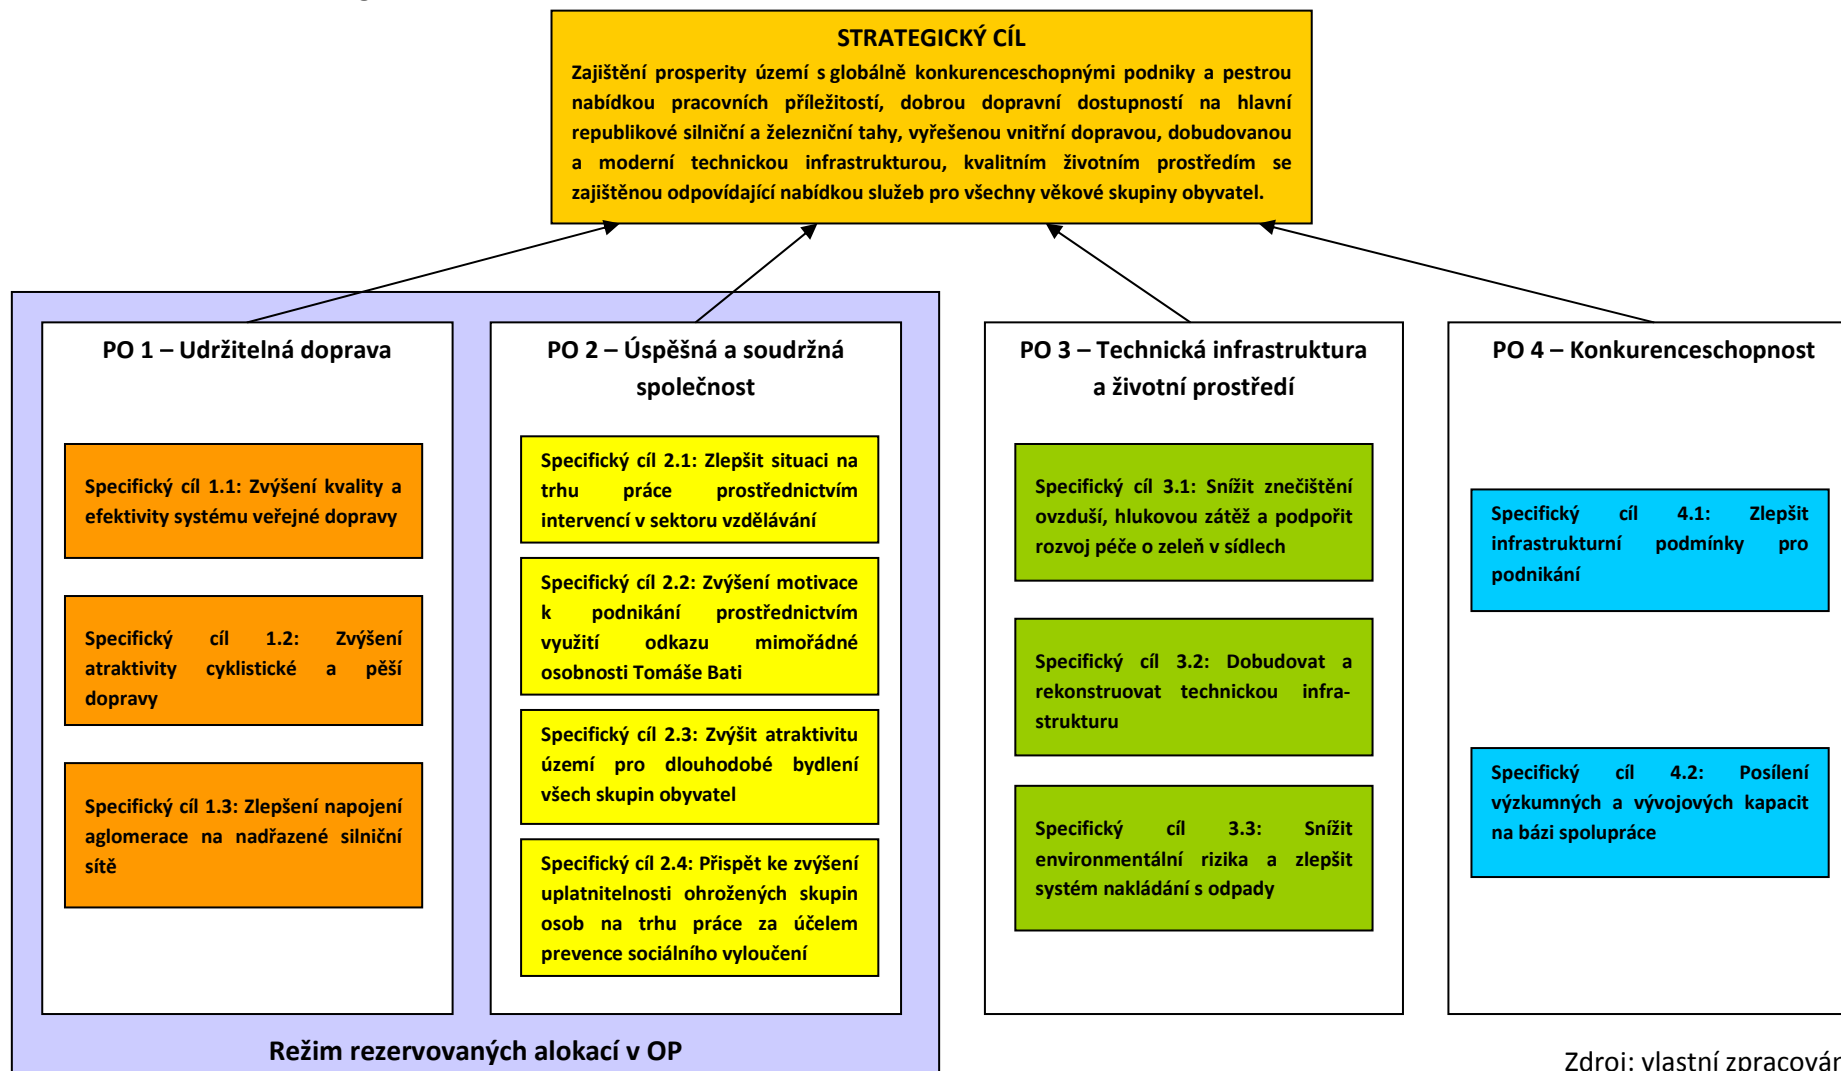 STRATEGICKÝ CÍL
Zajištění prosperity území s globálně konkurenceschopnými podniky a pestrou
nabídkou pracovních příležitostí, dobrou dopravní dostupností na hlavní
republikové silniční a železniční tahy, vyřešenou vnitřní dopravou, dobudovanou
a moderní technickou infrastrukturou, kvalitním životním prostředím se
zajištěnou odpovídající nabídkou služeb pro všechny věkové skupiny obyvatel.
PO 1 – Udržitelná doprava
Specifický cíl 1.1: Zvýšení kvality a
efektivity systému veřejné dopravy
Specifický cíl 1.2: Zvýšení
atraktivity cyklistické a pěší
dopravy
Specifický cíl 1.3: Zlepšení napojení
aglomerace na nadřazené silniční
sítě
PO 2 – Úspěšná a soudržná
společnost
Specifický cíl 2.1: Zlepšit situaci na
trhu práce prostřednictvím
intervencí v sektoru vzdělávání
Specifický cíl 2.2: Zvýšení motivace
k podnikání prostřednictvím
využití odkazu mimořádné
osobnosti Tomáše Bati
Specifický cíl 2.3: Zvýšit atraktivitu
území pro dlouhodobé bydlení
všech skupin obyvatel
Specifický cíl 2.4: Přispět ke zvýšení
uplatnitelnosti ohrožených skupin
osob na trhu práce za účelem
prevence sociálního vyloučení
Režim rezervovaných alokací v OP
PO 3 – Technická infrastruktura
a životní prostředí
Specifický cíl 3.1: Snížit znečištění
ovzduší, hlukovou zátěž a podpořit
rozvoj péče o zeleň v sídlech
Specifický cíl 3.2: Dobudovat a
rekonstruovat technickou infra-
strukturu
Specifický cíl 3.3: Snížit
environmentální rizika a zlepšit
systém nakládání s odpady
PO 4 – Konkurenceschopnost
Specifický cíl 4.1: Zlepšit
infrastrukturní podmínky pro
podnikání
Specifický cíl 4.2: Posílení
výzkumných a vývojových kapacit
na bázi spolupráce
Zdroj: vlastní zpracován